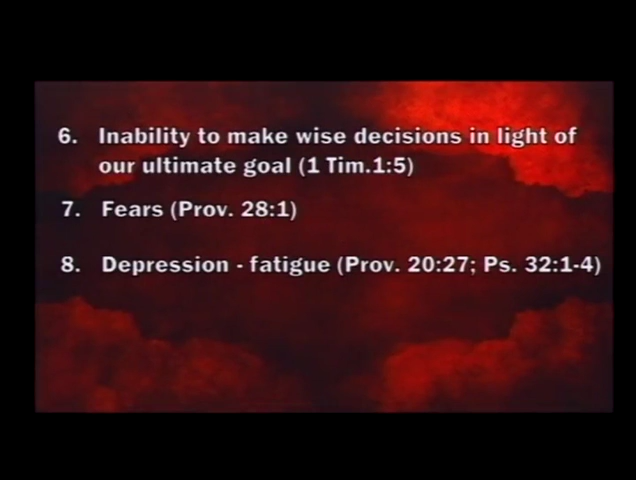 6. Inability to make wise decisions in light of
our ultimate goal (1 Tim.1:5)
7. Fears (Prov. 28:1)
8. Depression - fatigue (Prov. 20:27; Ps. 32:1-4)